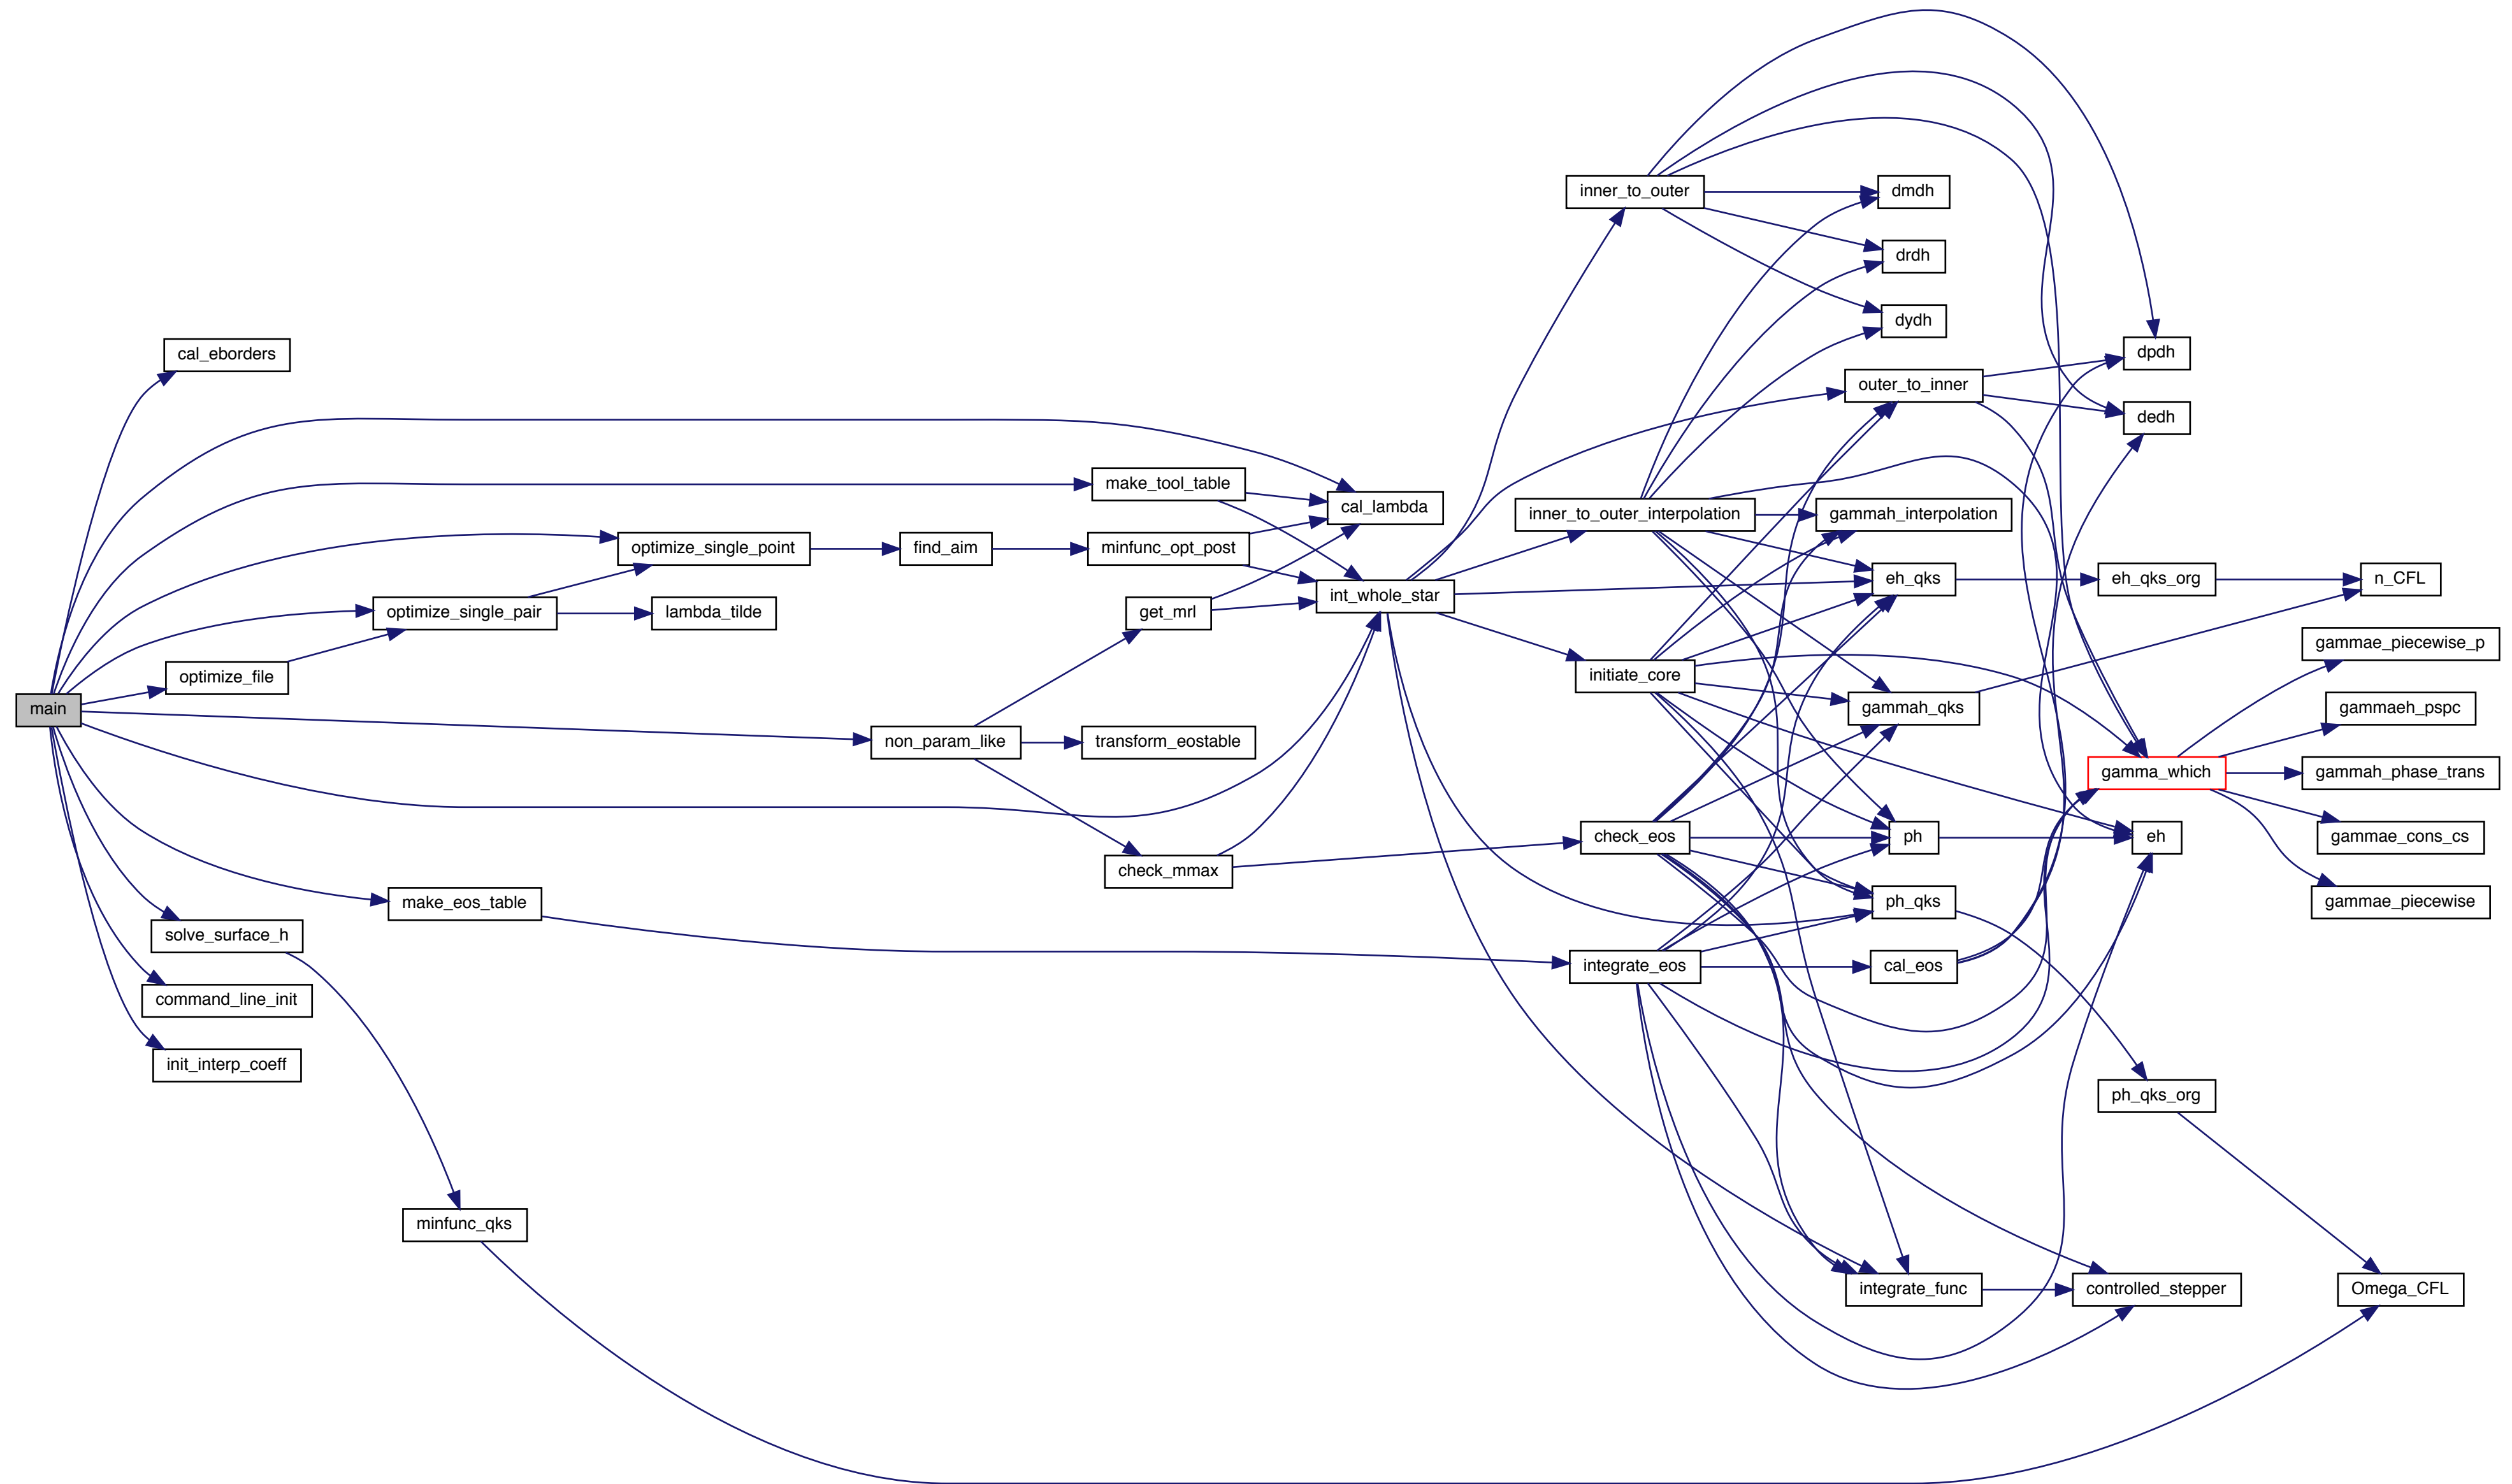 main
cal_eborders
optimize_file
solve_surface_h
command_line_init
init_interp_coeff
optimize_single_pair
make_eos_table
minfunc_qks
optimize_single_point
lambda_tilde
find_aim
non_param_like
make_tool_table
minfunc_opt_post
get_mrl
transform_eostable
check_mmax
cal_lambda
int_whole_star
inner_to_outer
inner_to_outer_interpolation
initiate_core
check_eos
integrate_eos
dmdh
drdh
dydh
outer_to_inner
gammah_interpolation
eh_qks
gammah_qks
ph
ph_qks
cal_eos
integrate_func
dpdh
dedh
eh_qks_org
gamma_which
eh
ph_qks_org
controlled_stepper
n_CFL
gammae_piecewise_p
gammaeh_pspc
gammah_phase_trans
gammae_cons_cs
gammae_piecewise
Omega_CFL